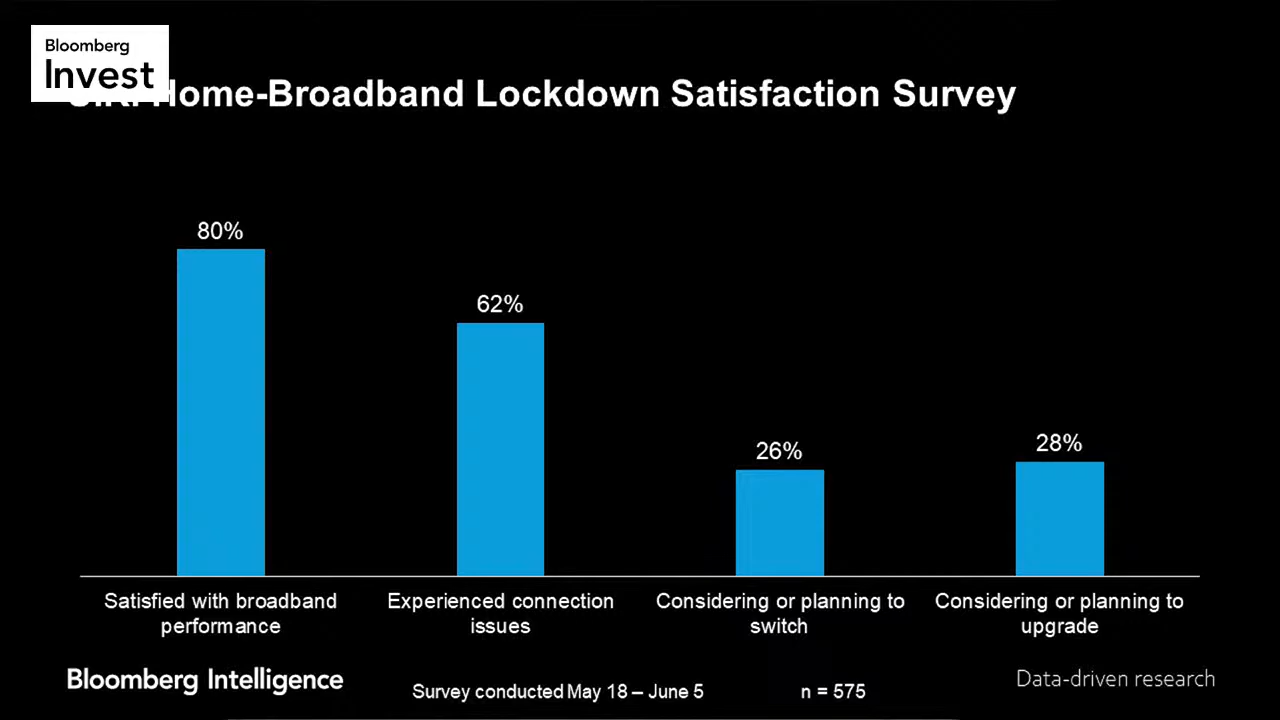 Bloomberg
Invest
Home-Broadband Lockdown Satisfaction Survey
80%
62%
26%
28%
Satisfied with broadband
performance
Experienced connection
issues
Considering or planning to
switch
Considering or planning to
upgrade
Bloomberg Intelligence
Survey conducted May 18 – June 5
n = 575
Data-driven research